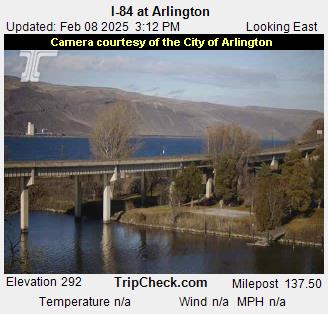 I-84 at Arlington
Updated: Feb 08 2025 3:12 PM Looking East
Camera courtesy of the City of Arlington
Elevation 292 TripCheck.com Milepost 137.50
Temperature n/a Wind n/a MPH n/a